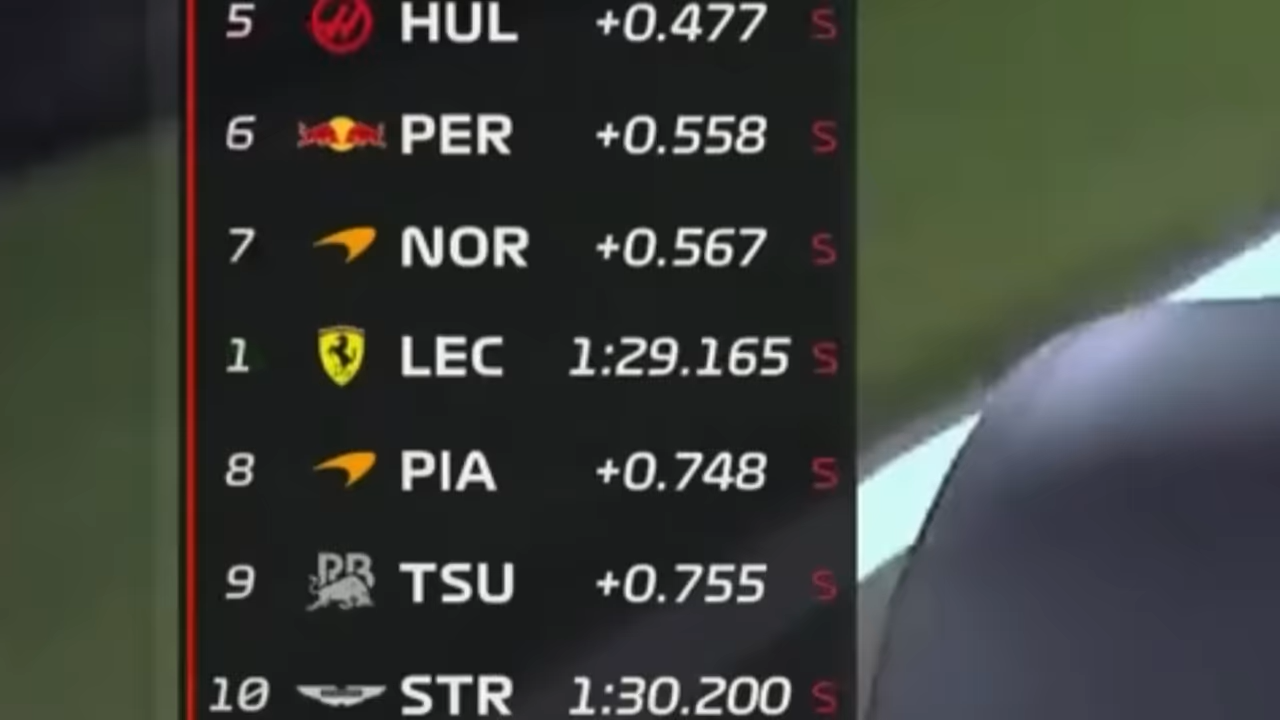 5 HUL +0.477 S
6 PER +0.558 S
7 NOR +0.567 S
1 LEC 1:29.165 S
8 PIA +0.748 S
9 RB TSU +0.755 S
10 STR 1:30.200 S